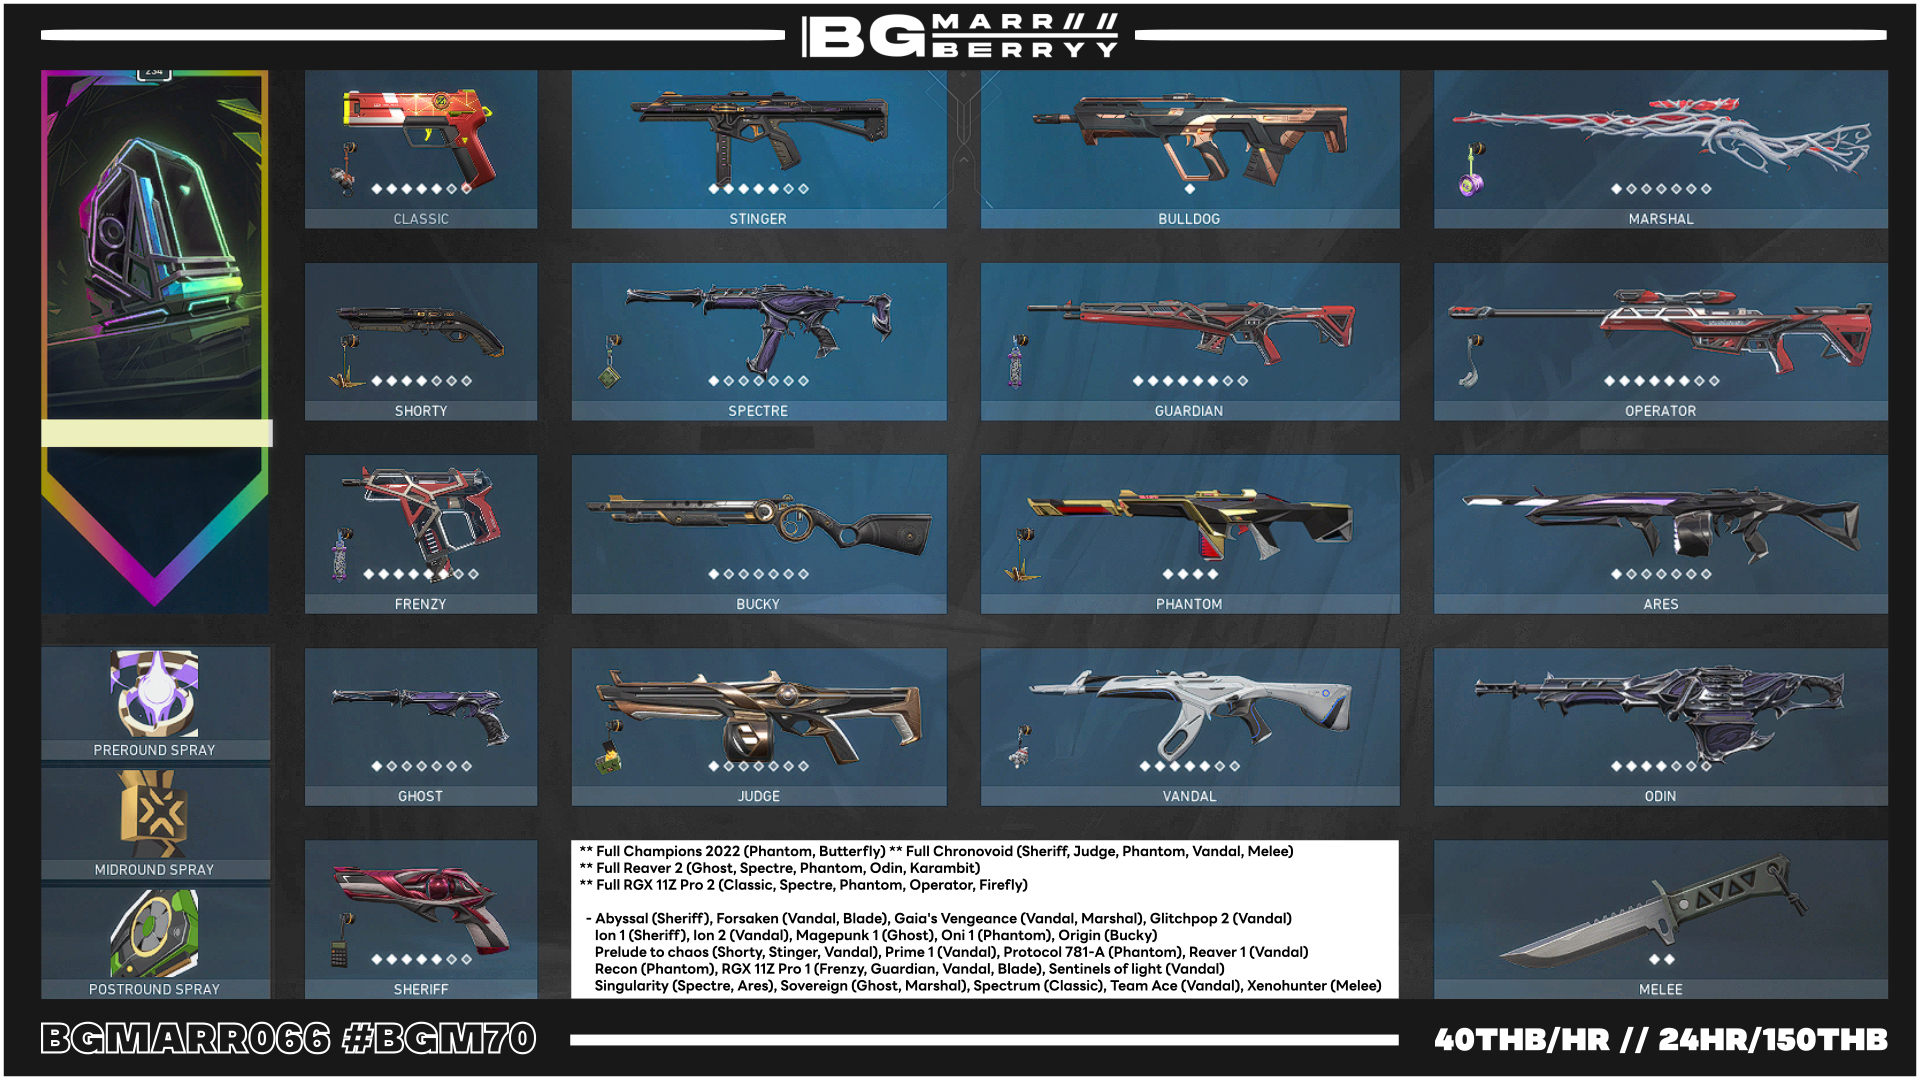 BG MARR// //
BERRYY
234
CLASSIC
STINGER
BULLDOG
MARSHAL
SHORTY
SPECTRE
GUARDIAN
OPERATOR
FRENZY
BUCKY
PHANTOM
ARES
PREROUND SPRAY
GHOST
JUDGE
VANDAL
ODIN
MIDROUND SPRAY
POSTROUND SPRAY
SHERIFF
** Full Champions 2022 (Phantom, Butterfly) ** Full Chronovoid (Sheriff, Judge, Phantom, Vandal, Melee)
** Full Reaver 2 (Ghost, Spectre, Phantom, Odin, Karambit)
** Full RGX 11Z Pro 2 (Classic, Spectre, Phantom, Operator, Firefly)
- Abyssal (Sheriff), Forsaken (Vandal, Blade), Gaia's Vengeance (Vandal, Marshal), Glitchpop 2 (Vandal)
Ion 1 (Sheriff), Ion 2 (Vandal), Magepunk 1 (Ghost), Oni 1 (Phantom), Origin (Bucky)
Prelude to chaos (Shorty, Stinger, Vandal), Prime 1 (Vandal), Protocol 781-A (Phantom), Reaver 1 (Vandal)
Recon (Phantom), RGX 11Z Pro 1 (Frenzy, Guardian, Vandal, Blade), Sentinels of light (Vandal)
Singularity (Spectre, Ares), Sovereign (Ghost, Marshal), Spectrum (Classic), Team Ace (Vandal), Xenohunter (Melee)
MELEE
BGMARR066 #BGM70
40THB/HR // 24HR/150THB